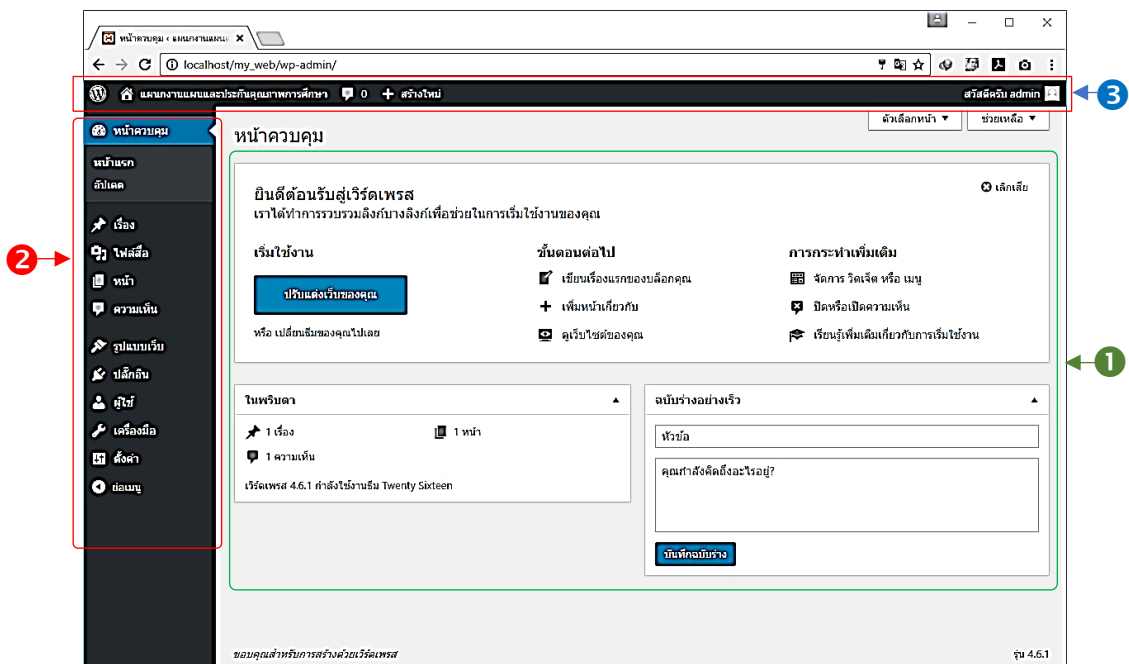 หน้าควบคุม ‹ แผนกงานแผน
localhost/my_web/wp-admin/
แผนกงานแผนและประกันคุณภาพการศึกษา 0 สร้างใหม่ สวัสดีครับ admin
3
หน้าควบคุม
หน้าแรก
อัปเดต
เรื่อง
ไฟล์สื่อ
หน้า
ความเห็น
รูปแบบเว็บ
ปลั๊กอิน
ผู้ใช้
เครื่องมือ
ตั้งค่า
ย่อเมนู
2
ตัวเลือกหน้า ▼ ช่วยเหลือ ▼
หน้าควบคุม
ยินดีต้อนรับสู่เวิร์ดเพรส
เลิกเสีย
เราได้ทำการรวบรวมลิงก์บางลิงก์เพื่อช่วยในการเริ่มใช้งานของคุณ
เริ่มใช้งาน
ปรับแต่งเว็บของคุณ
หรือ เปลี่ยนธีมของคุณไปเลย
ขั้นตอนต่อไป
เขียนเรื่องแรกของบล็อกคุณ
เพิ่มหน้าเกี่ยวกับ
ดูเว็บไซต์ของคุณ
การกระทำเพิ่มเติม
จัดการ วิดเจ็ต หรือ เมนู
ปิดหรือเปิดความเห็น
เรียนรู้เพิ่มเติมเกี่ยวกับการเริ่มใช้งาน
1
ในพริบตา
1 เรื่อง 1 หน้า
1 ความเห็น
เวิร์ดเพรส 4.6.1 กำลังใช้งานธีม Twenty Sixteen
ฉบับร่างอย่างเร็ว
หัวข้อ
คุณกำลังคิดถึงอะไรอยู่?
บันทึกฉบับร่าง
ขอบคุณสำหรับการสร้างด้วยเวิร์ดเพรส
รุ่น 4.6.1